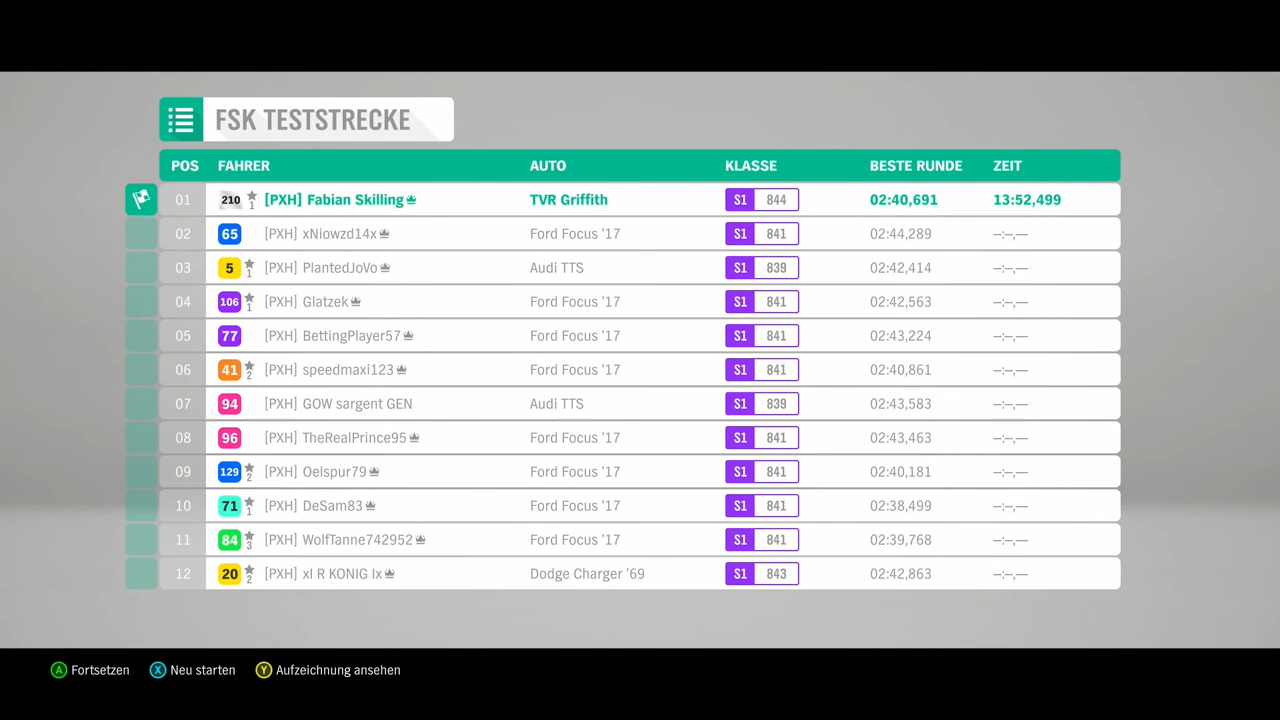 FSK TESTSTRECKE
POS FAHRER AUTO KLASSE BESTE RUNDE ZEIT
01 210 1 [PXH] Fabian Skilling TVR Griffith S1 844 02:40,691 13:52,499
02 65 [PXH] xNiowzd14x Ford Focus '17 S1 841 02:44,289 --:--,---
03 5 1 [PXH] PlantedJoVo Audi TTS S1 839 02:42,414 --:--,---
04 106 1 [PXH] Glatzek Ford Focus '17 S1 841 02:42,563 --:--,---
05 77 [PXH] BettingPlayer57 Ford Focus '17 S1 841 02:43,224 --:--,---
06 41 2 [PXH] speedmaxi123 Ford Focus '17 S1 841 02:40,861 --:--,---
07 94 [PXH] GOW sargent GEN Audi TTS S1 839 02:43,583 --:--,---
08 96 [PXH] TheRealPrince95 Ford Focus '17 S1 841 02:43,463 --:--,---
09 129 2 [PXH] Oelspur79 Ford Focus '17 S1 841 02:40,181 --:--,---
10 71 1 [PXH] DeSam83 Ford Focus '17 S1 841 02:38,499 --:--,---
11 84 3 [PXH] WolfTanne742952 Ford Focus '17 S1 841 02:39,768 --:--,---
12 20 2 [PXH] xI R KONIG Ix Dodge Charger '69 S1 843 02:42,863 --:--,---
A Fortsetzen X Neu starten Y Aufzeichnung ansehen